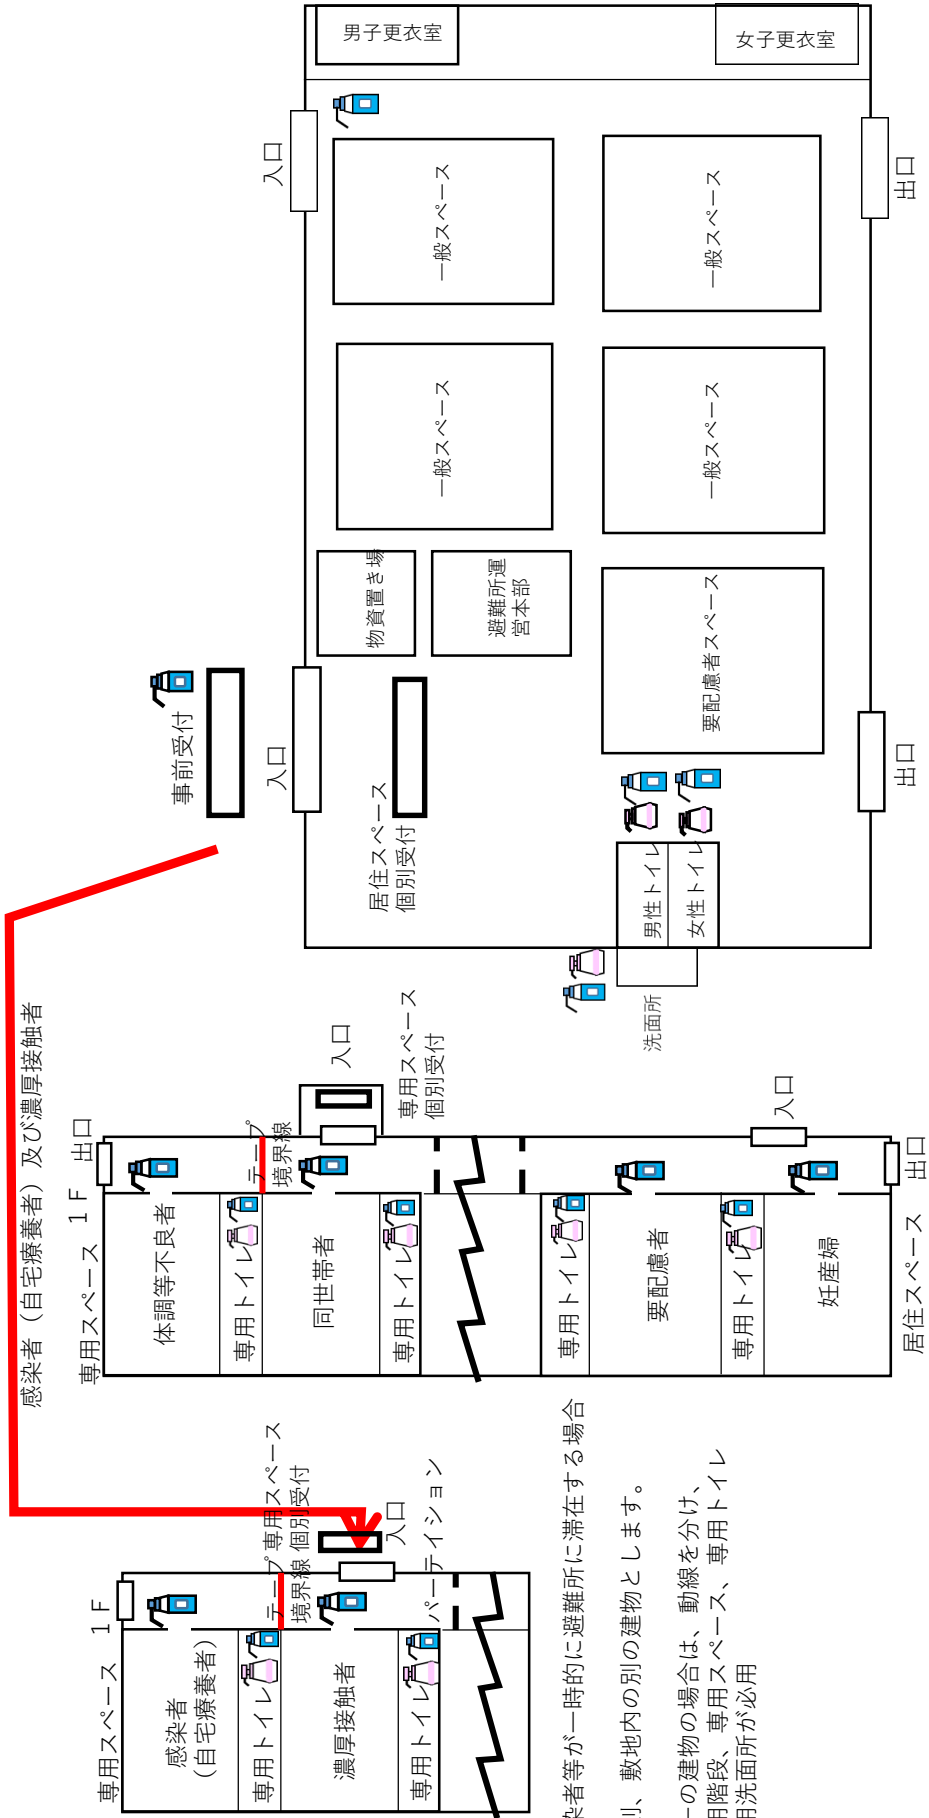 男子更衣室
女子更衣室
入口
一般スペース
一般スペース
出口
一般スペース
一般スペース
物資置き場
避難所運
営本部
要配慮者スペース
事前受付
入口
居住スペース
個別受付
出口
男性トイレ
女性トイレ
洗面所
感染者（自宅療養者）及び濃厚接触者
専用スペース　１Ｆ
出口
体調等不良者
専用トイレ
テープ
境界線
同世帯者
専用トイレ
入口
専用スペース
個別受付
専用トイレ
要配慮者
専用トイレ
妊産婦
入口
出口
居住スペース
専用スペース　１Ｆ
感染者
（自宅療養者）
専用トイレ
テープ
境界線
専用スペース
個別受付
濃厚接触者
専用トイレ
入口
パーテイション
染者等が一時的に避難所に滞在する場合
、敷地内の別の建物とします。
一の建物の場合は、動線を分け、
用階段、専用スペース、専用トイレ
用洗面所が必用